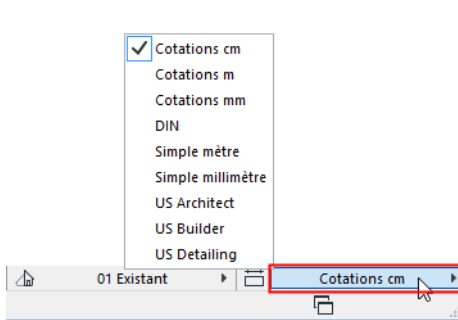 Cotations cm
Cotations m
Cotations mm
DIN
Simple mètre
Simple millimètre
US Architect
US Builder
US Detailing
01 Existant
Cotations cm